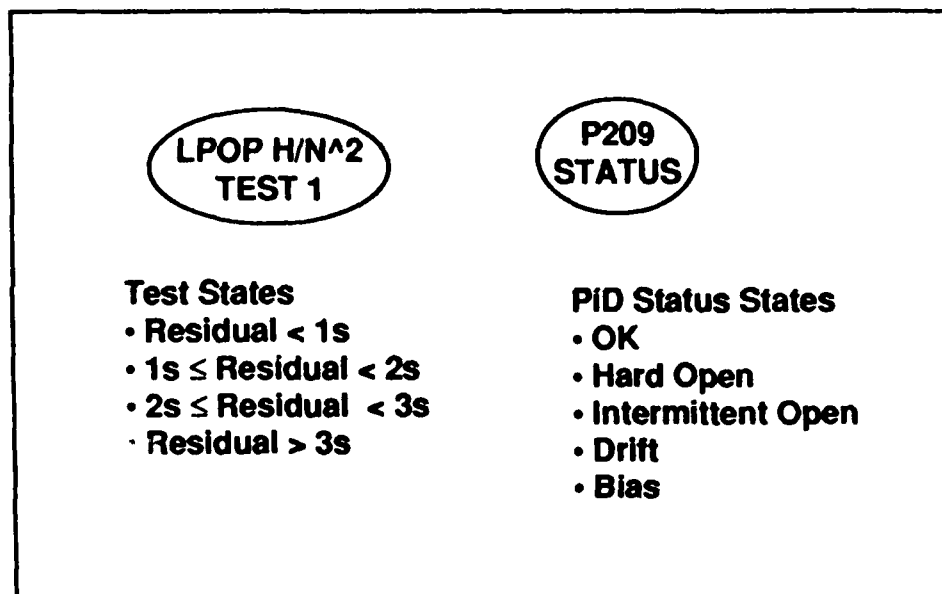 LPOP H/N^2
TEST 1
P209
STATUS
Test States
• Residual < 1s
• 1s ≤ Residual < 2s
• 2s ≤ Residual < 3s
• Residual > 3s
PID Status States
• OK
• Hard Open
• Intermittent Open
• Drift
• Bias